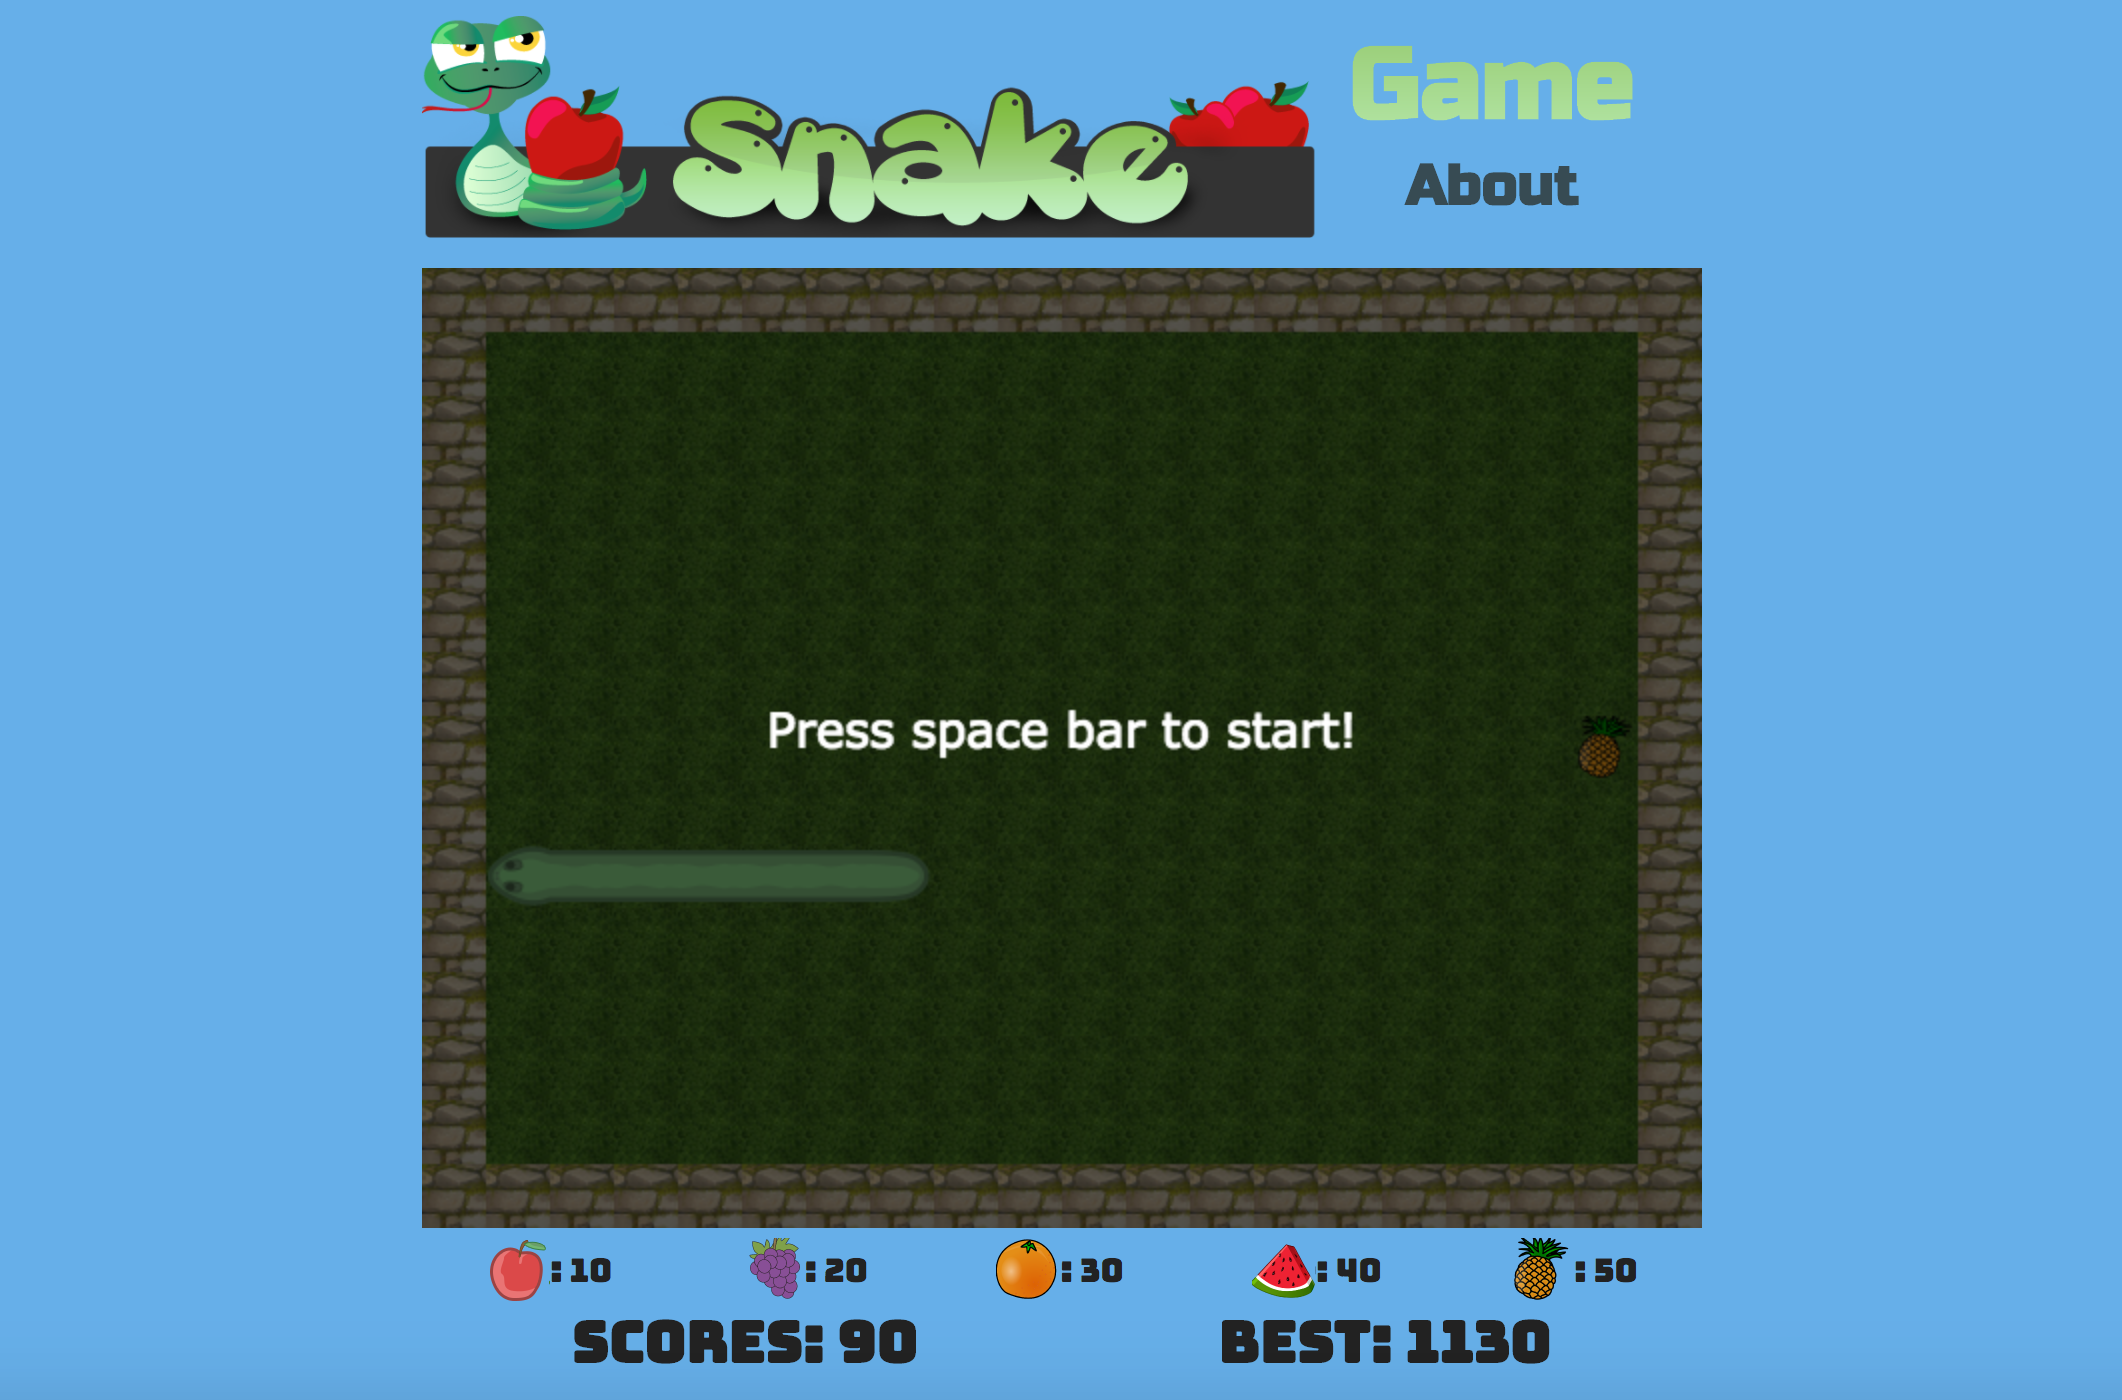 Snake
Game
About
Press space bar to start!
: 10
: 20
: 30
: 40
: 50
SCORES: 90
BEST: 1130